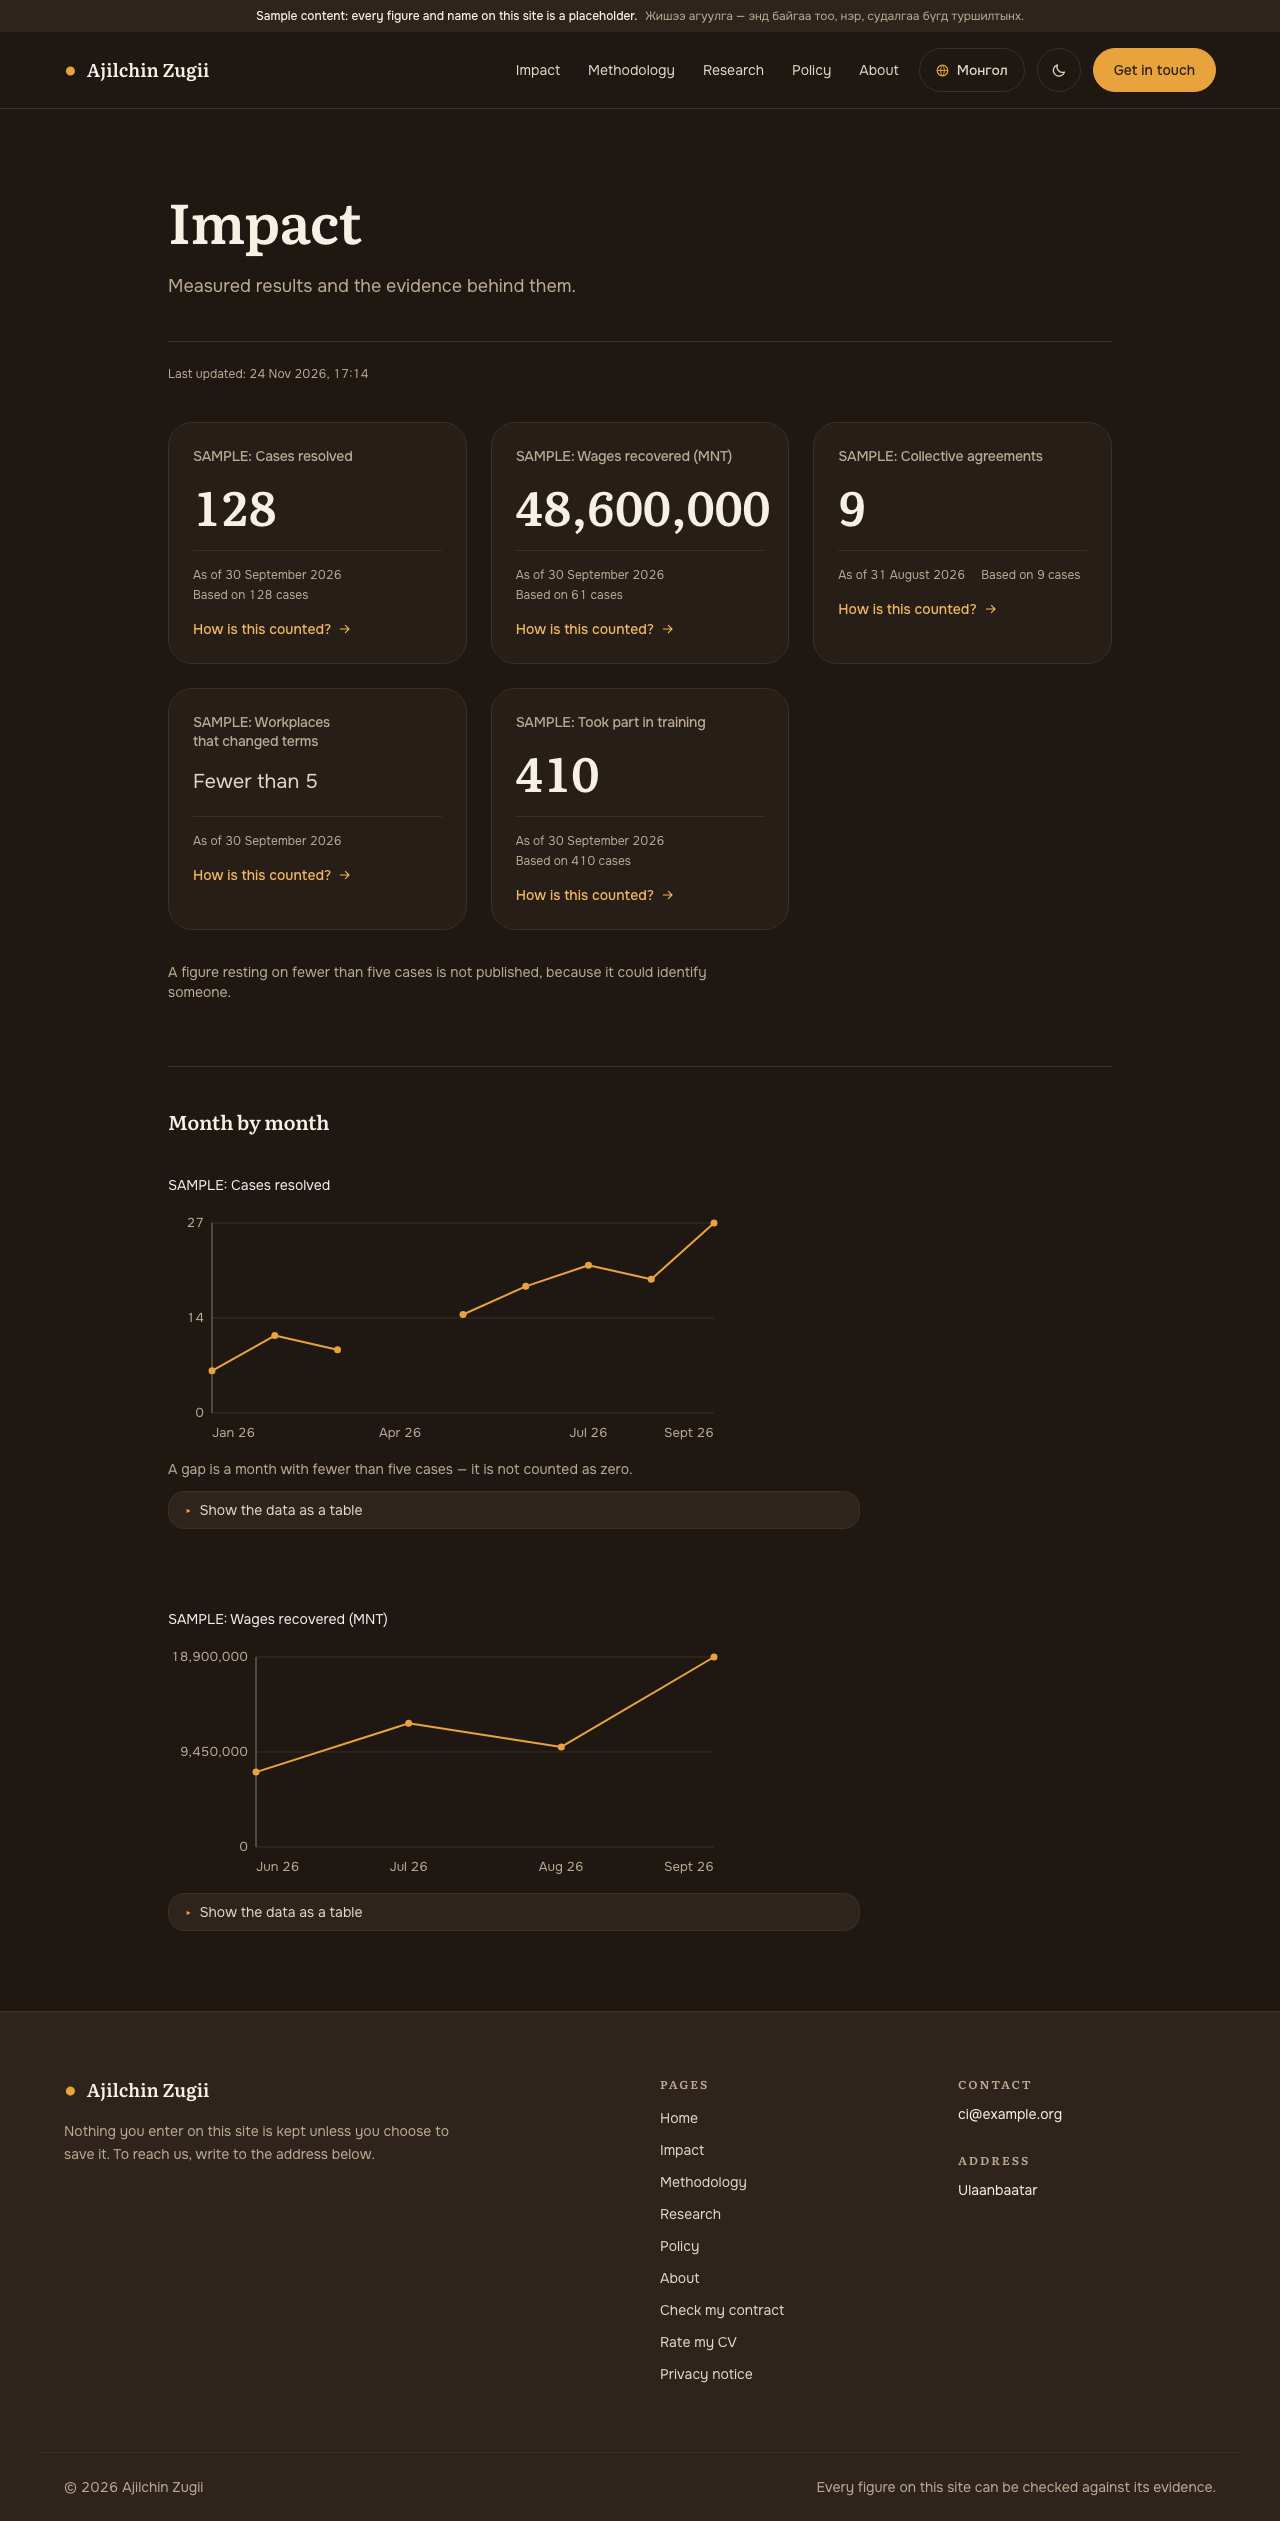 Sample content: every figure and name on this site is a placeholder. Жишээ агуулга — энд байгаа тоо, нэр, судалгаа бүгд туршилтынх.
Ajilchin Zugii
Impact
Methodology
Research
Policy
About
Монгол
Get in touch
Impact
Measured results and the evidence behind them.
Last updated: 24 Nov 2026, 17:14
SAMPLE: Cases resolved
128
As of 30 September 2026
Based on 128 cases
How is this counted? →
SAMPLE: Wages recovered (MNT)
48,600,000
As of 30 September 2026
Based on 61 cases
How is this counted? →
SAMPLE: Collective agreements
9
As of 31 August 2026 Based on 9 cases
How is this counted? →
SAMPLE: Workplaces
that changed terms
Fewer than 5
As of 30 September 2026
How is this counted? →
SAMPLE: Took part in training
410
As of 30 September 2026
Based on 410 cases
How is this counted? →
A figure resting on fewer than five cases is not published, because it could identify
someone.
Month by month
SAMPLE: Cases resolved
27
14
0
Jan 26
Apr 26
Jul 26
Sept 26
A gap is a month with fewer than five cases — it is not counted as zero.
Show the data as a table
SAMPLE: Wages recovered (MNT)
18,900,000
9,450,000
0
Jun 26
Jul 26
Aug 26
Sept 26
Show the data as a table
Ajilchin Zugii
Nothing you enter on this site is kept unless you choose to
save it. To reach us, write to the address below.
PAGES
Home
Impact
Methodology
Research
Policy
About
Check my contract
Rate my CV
Privacy notice
CONTACT
ci@example.org
ADDRESS
Ulaanbaatar
© 2026 Ajilchin Zugii
Every figure on this site can be checked against its evidence.